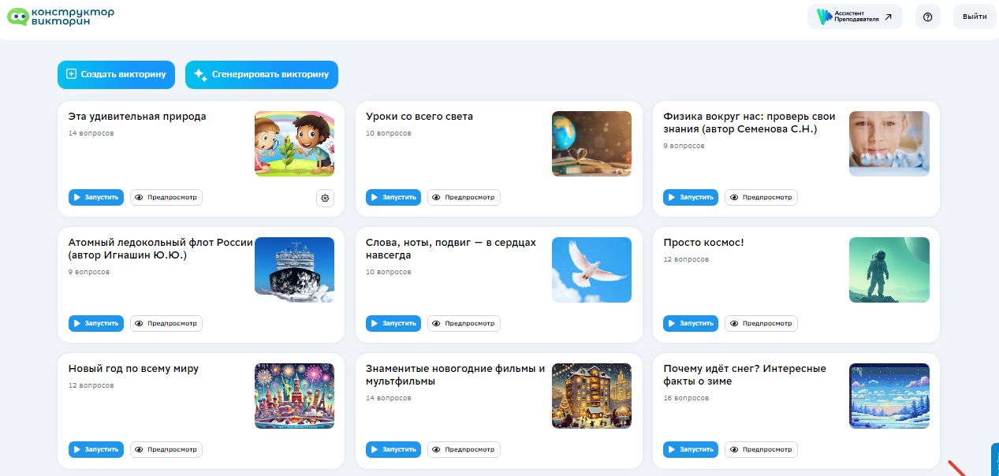 конструктор
викторин
Ассистент
Преподавателя
Выйти
Создать викторину
Сгенерировать викторину
Эта удивительная природа
14 вопросов
Запустить
Предпросмотр
Уроки со всего света
10 вопросов
Запустить
Предпросмотр
Физика вокруг нас: проверь свои
знания (автор Семенова С.Н.)
9 вопросов
Запустить
Предпросмотр
Атомный ледокольный флот России
(автор Игнашин Ю.Ю.)
9 вопросов
Запустить
Предпросмотр
Слова, ноты, подвиг — в сердцах
навсегда
10 вопросов
Запустить
Предпросмотр
Просто космос!
12 вопросов
Запустить
Предпросмотр
Новый год по всему миру
12 вопросов
Запустить
Предпросмотр
Знаменитые новогодние фильмы и
мультфильмы
14 вопросов
Запустить
Предпросмотр
Почему идёт снег? Интересные
факты о зиме
16 вопросов
Запустить
Предпросмотр